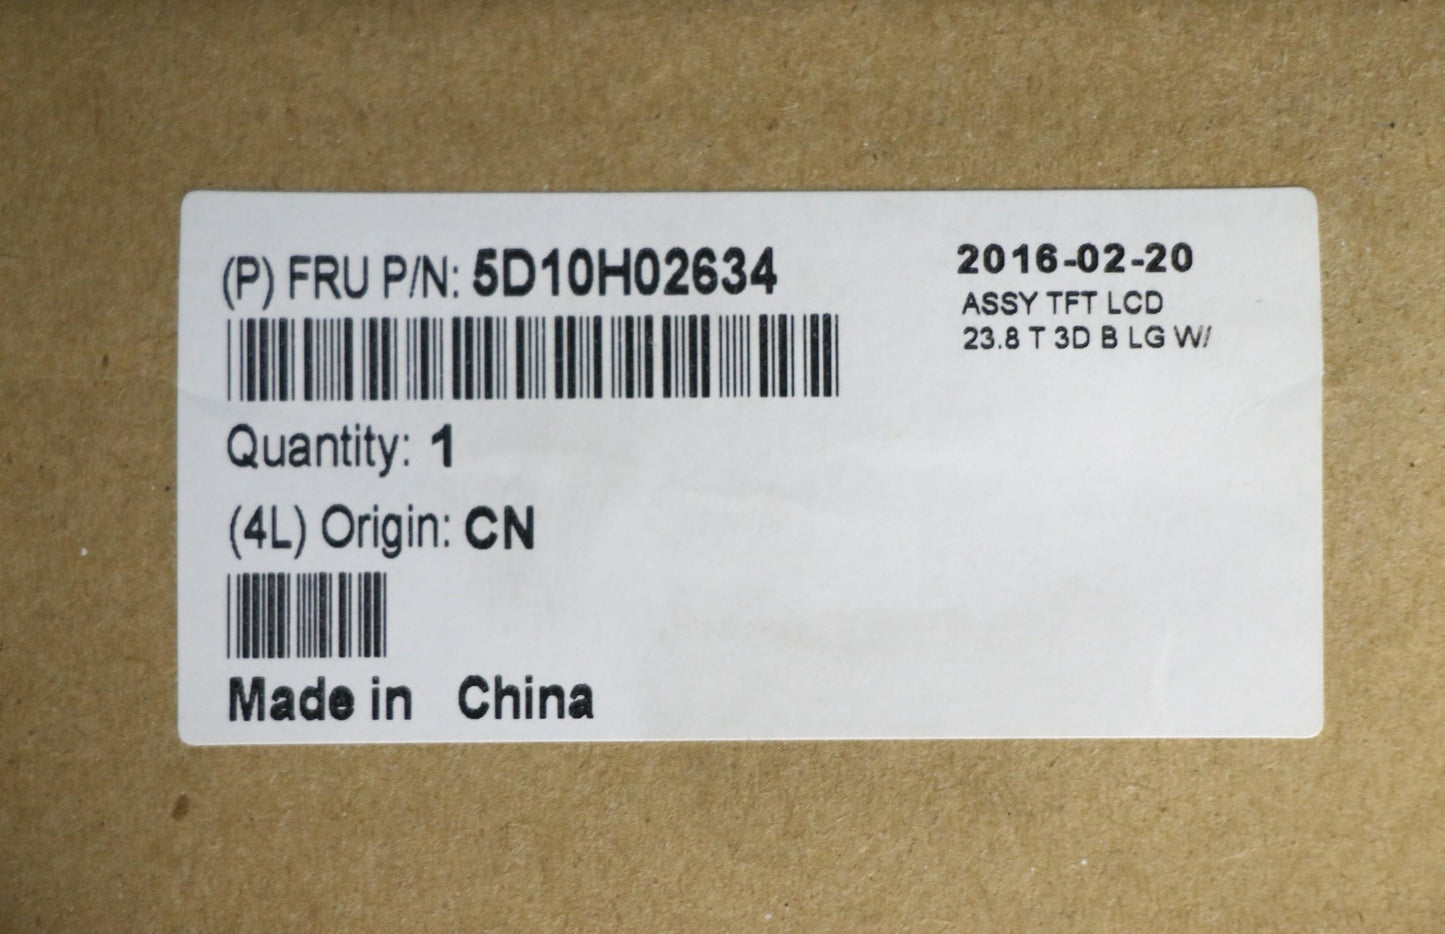 (P) FRU P/N: 5D10H02634
2016-02-20
ASSY TFT LCD
23.8 T 3D B LG W/
Quantity: 1
(4L) Origin: CN
Made in China